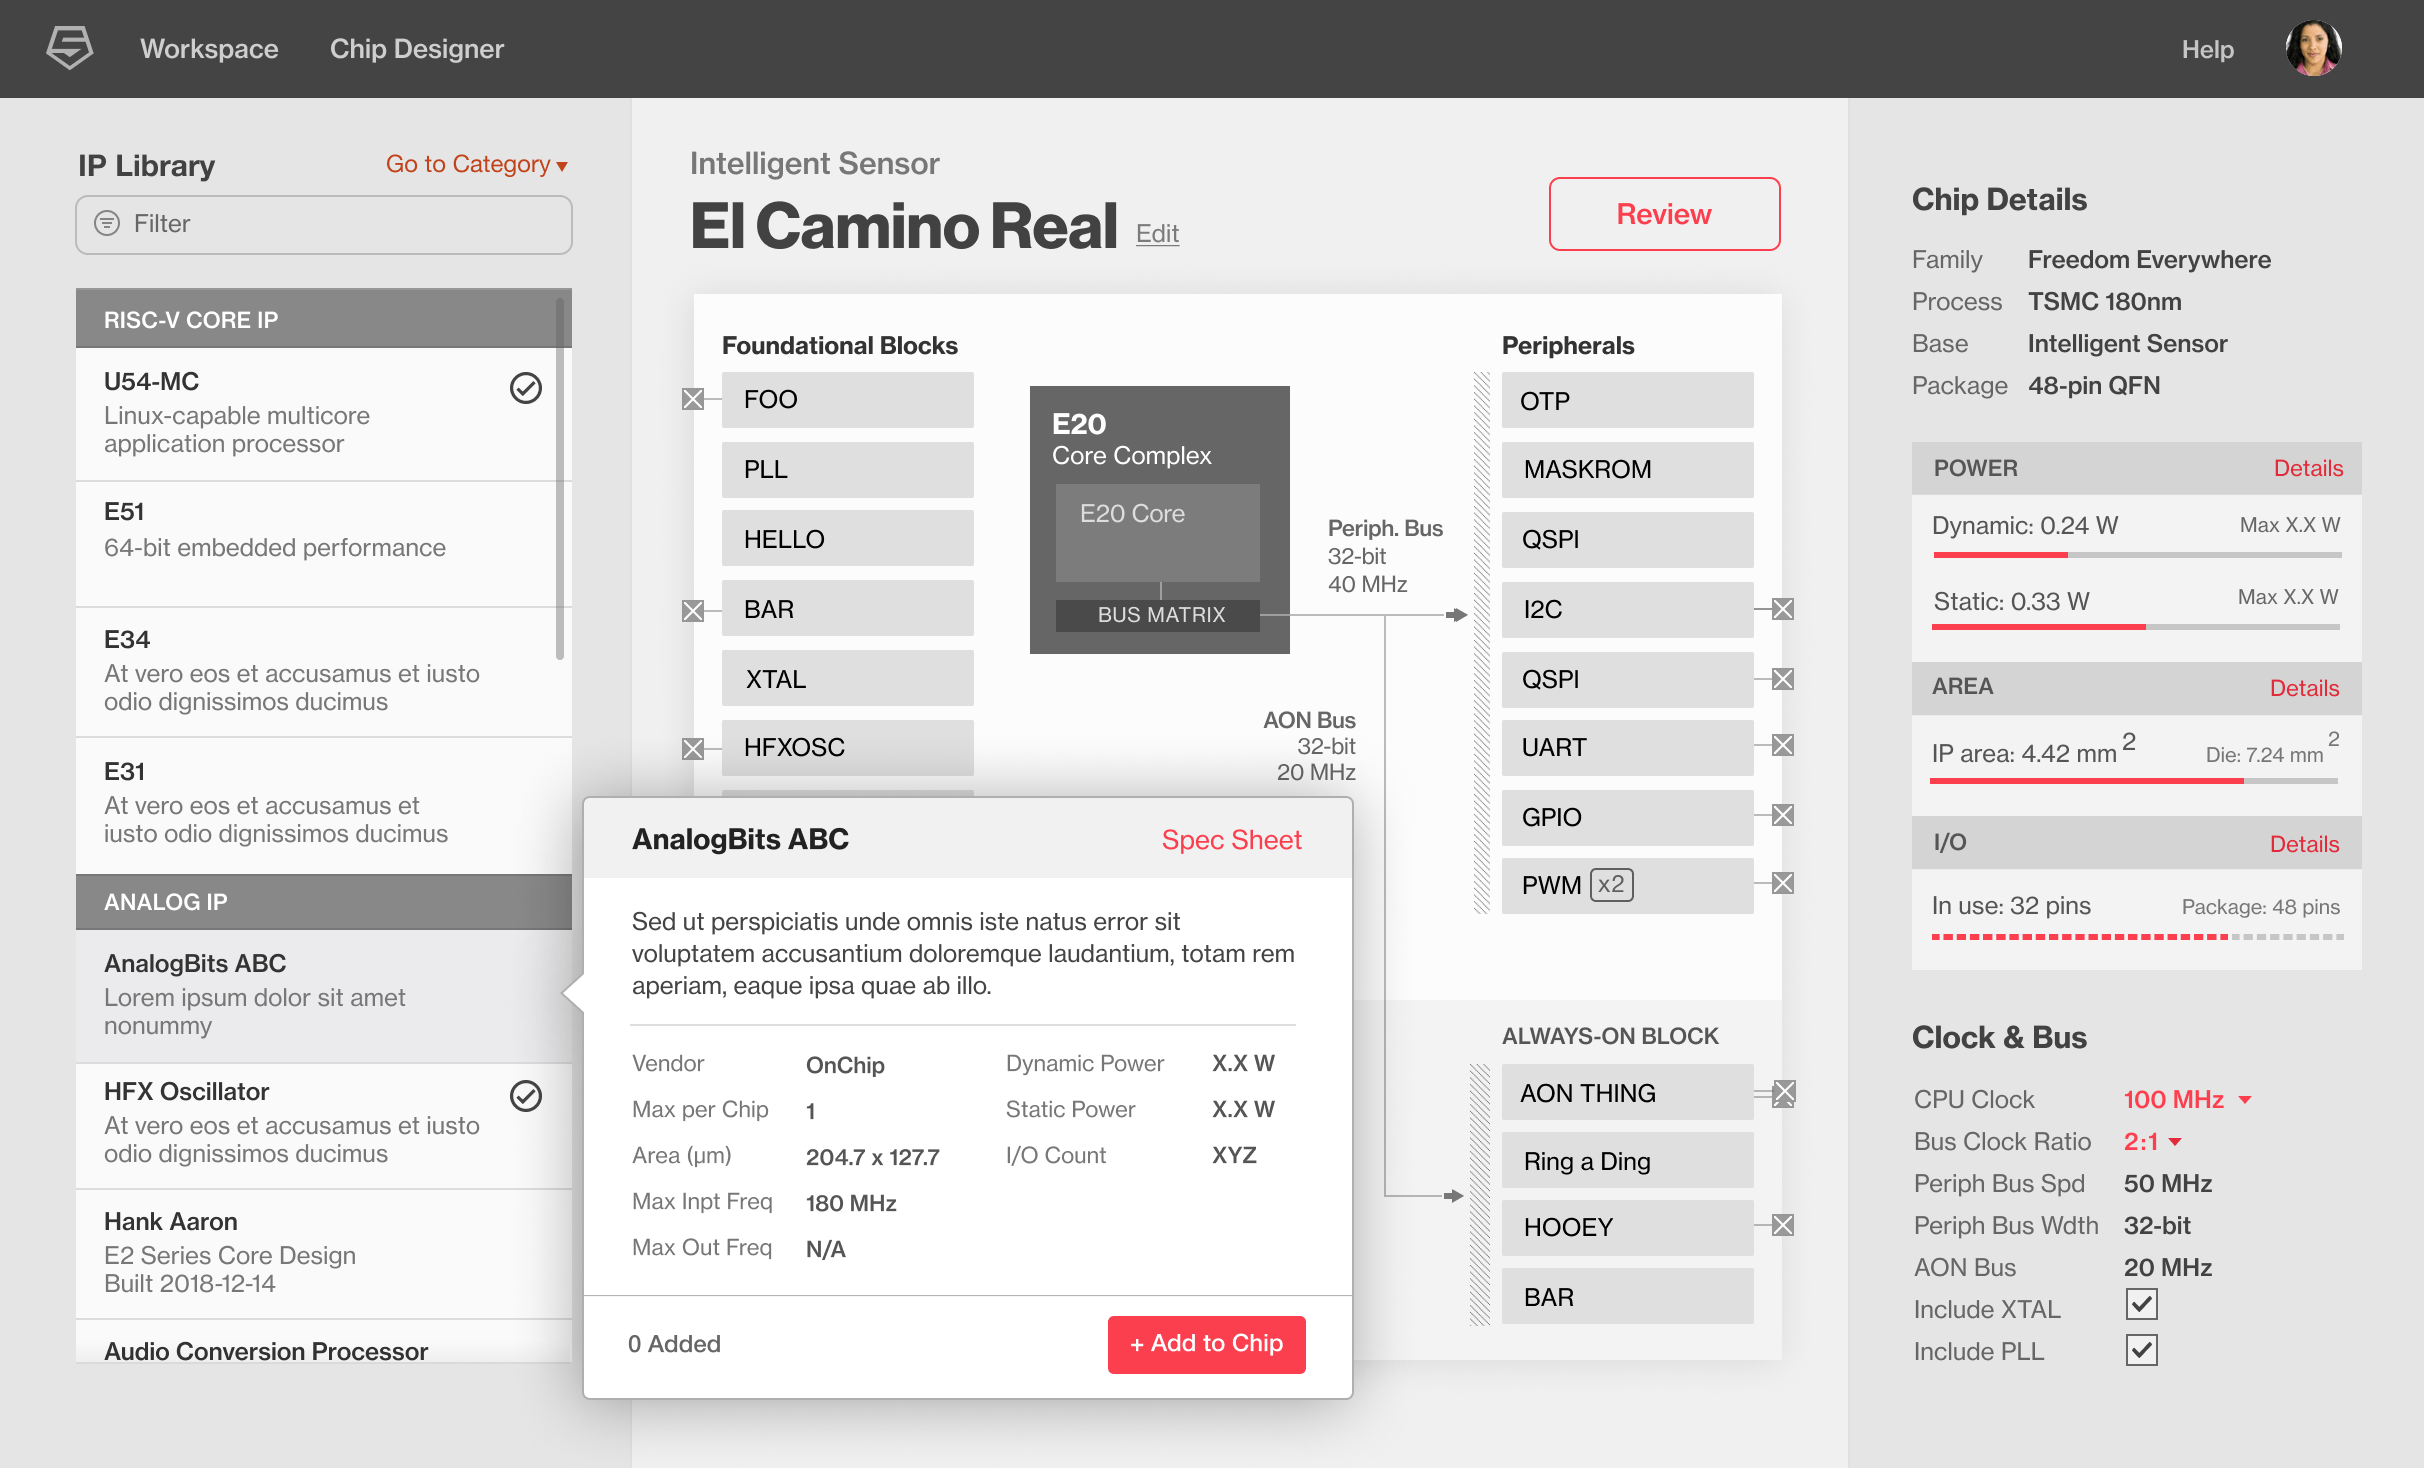 Workspace
Chip Designer
Help
IP Library
Go to Category
Filter
RISC-V CORE IP
U54-MC
Linux-capable multicore
application processor
E51
64-bit embedded performance
E34
At vero eos et accusamus et iusto
odio dignissimos ducimus
E31
At vero eos et accusamus et
iusto odio dignissimos ducimus
ANALOG IP
AnalogBits ABC
Lorem ipsum dolor sit amet
nonummy
HFX Oscillator
At vero eos et accusamus et iusto
odio dignissimos ducimus
Hank Aaron
E2 Series Core Design
Built 2018-12-14
Audio Conversion Processor
Intelligent Sensor
El Camino Real
Edit
Review
Foundational Blocks
FOO
PLL
HELLO
BAR
XTAL
HFXOSC
E20
Core Complex
E20 Core
BUS MATRIX
Periph. Bus
32-bit
40 MHz
AON Bus
32-bit
20 MHz
Peripherals
OTP
MASKROM
QSPI
I2C
QSPI
UART
GPIO
PWM x2
ALWAYS-ON BLOCK
AON THING
Ring a Ding
HOOEY
BAR
AnalogBits ABC
Spec Sheet
Sed ut perspiciatis unde omnis iste natus error sit
voluptatem accusantium doloremque laudantium, totam rem
aperiam, eaque ipsa quae ab illo.
Vendor OnChip
Max per Chip 1
Area (µm) 204.7 x 127.7
Max Inpt Freq 180 MHz
Max Out Freq N/A
Dynamic Power X.X W
Static Power X.X W
I/O Count XYZ
0 Added
+ Add to Chip
Chip Details
Family Freedom Everywhere
Process TSMC 180nm
Base Intelligent Sensor
Package 48-pin QFN
POWER Details
Dynamic: 0.24 W Max X.X W
Static: 0.33 W Max X.X W
AREA Details
IP area: 4.42 mm 2 Die: 7.24 mm 2
I/O Details
In use: 32 pins Package: 48 pins
Clock & Bus
CPU Clock 100 MHz
Bus Clock Ratio 2:1
Periph Bus Spd 50 MHz
Periph Bus Wdth 32-bit
AON Bus 20 MHz
Include XTAL
Include PLL